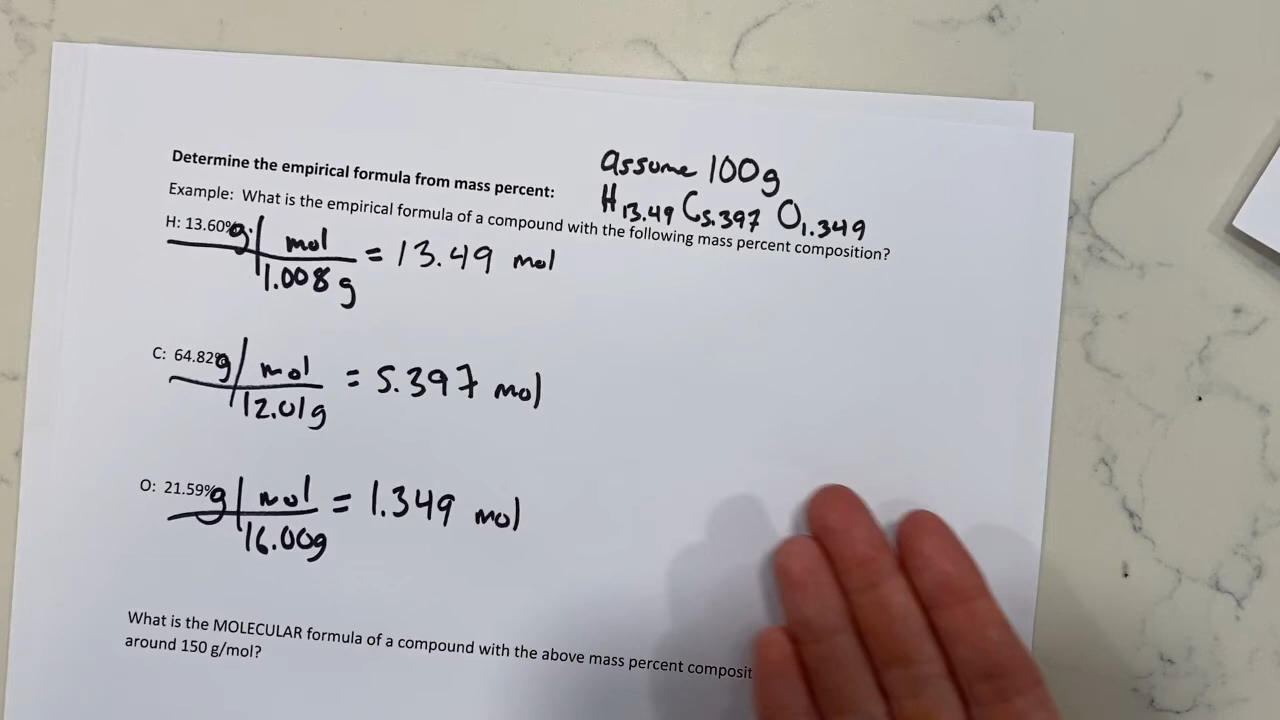 Determine the empirical formula from mass percent:
assume 100g
H13.49 C5.397 O1.349
Example: What is the empirical formula of a compound with the following mass percent composition?
H: 13.60% g mol = 13.49 mol
1.008 g
C: 64.82 g mol = 5.397 mol
12.01g
O: 21.59% g mol = 1.349 mol
16.00g
What is the MOLECULAR formula of a compound with the above mass percent
around 150 g/mol?